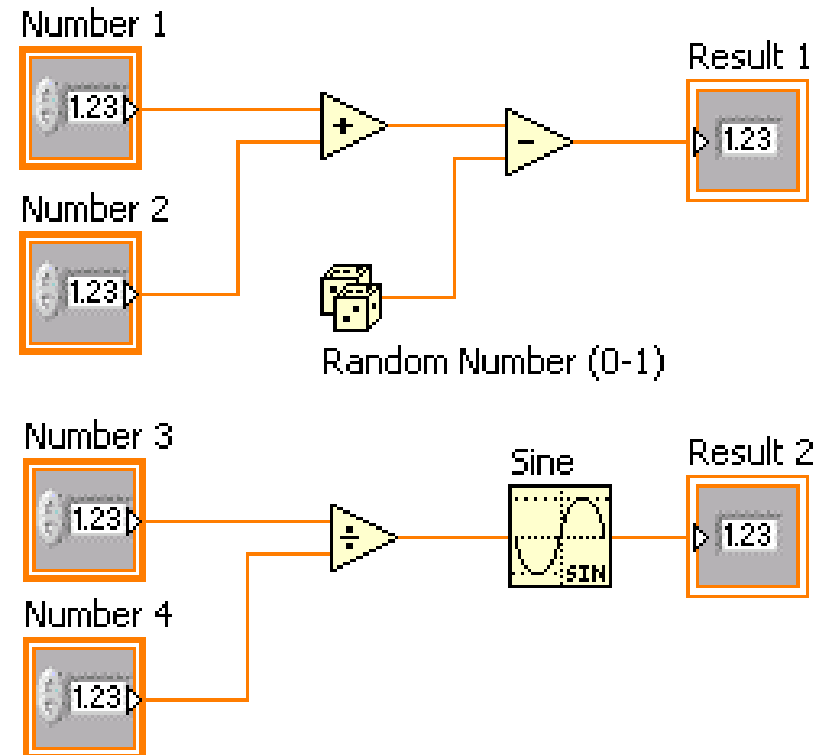 Number 1
1.23
Result 1
1.23
+
-
Number 2
1.23
Random Number (0-1)
Number 3
1.23
Sine
SIN
Result 2
1.23
÷
Number 4
1.23